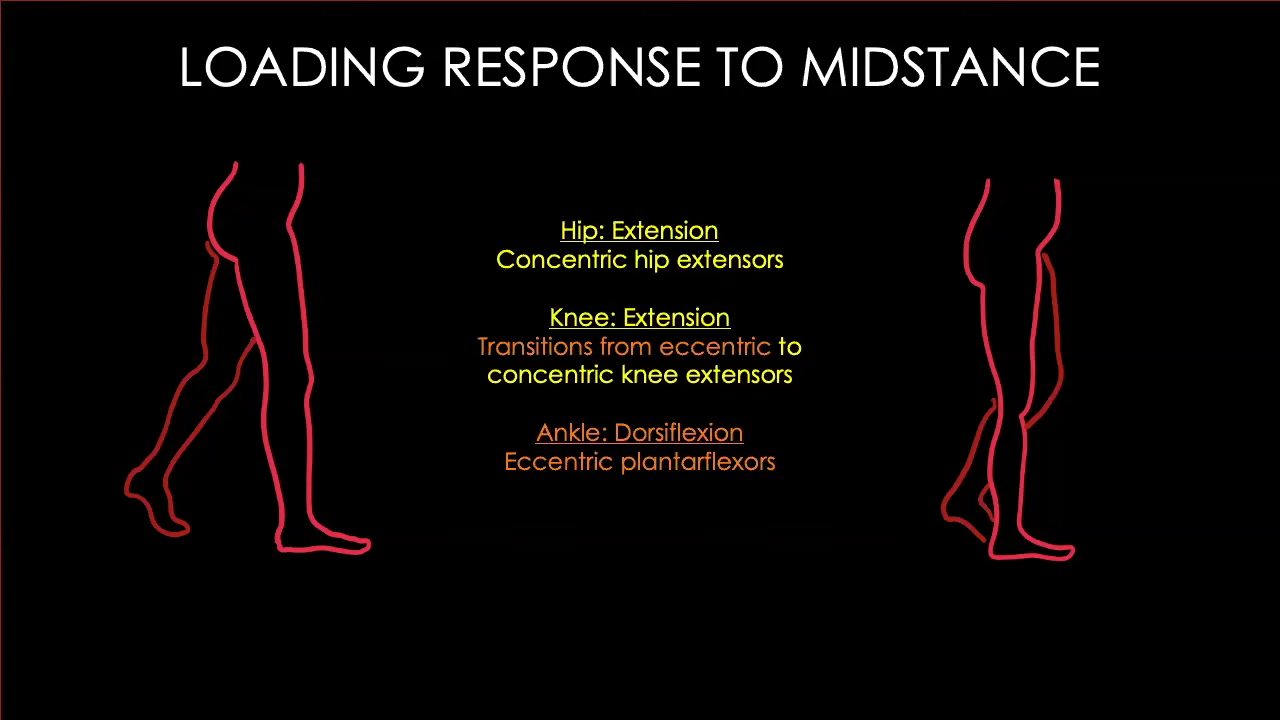 LOADING RESPONSE TO MIDSTANCE
Hip: Extension
Concentric hip extensors
Knee: Extension
Transitions from eccentric to
concentric knee extensors
Ankle: Dorsiflexion
Eccentric plantarflexors